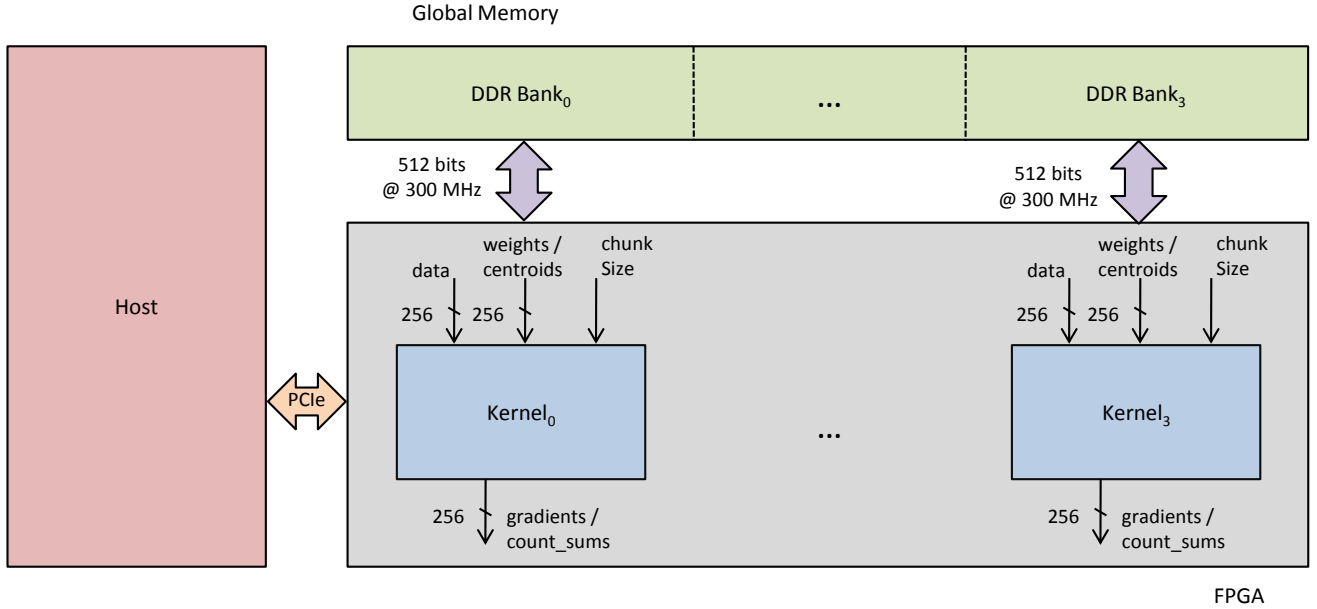 Global Memory
DDR Bank0
...
DDR Bank3
512 bits
@ 300 MHz
512 bits
@ 300 MHz
Host
PCIe
data
weights /
centroids
chunk
Size
256
256
Kernel0
256
gradients /
count_sums
...
data
weights /
centroids
chunk
Size
256
256
Kernel3
256
gradients /
count_sums
FPGA